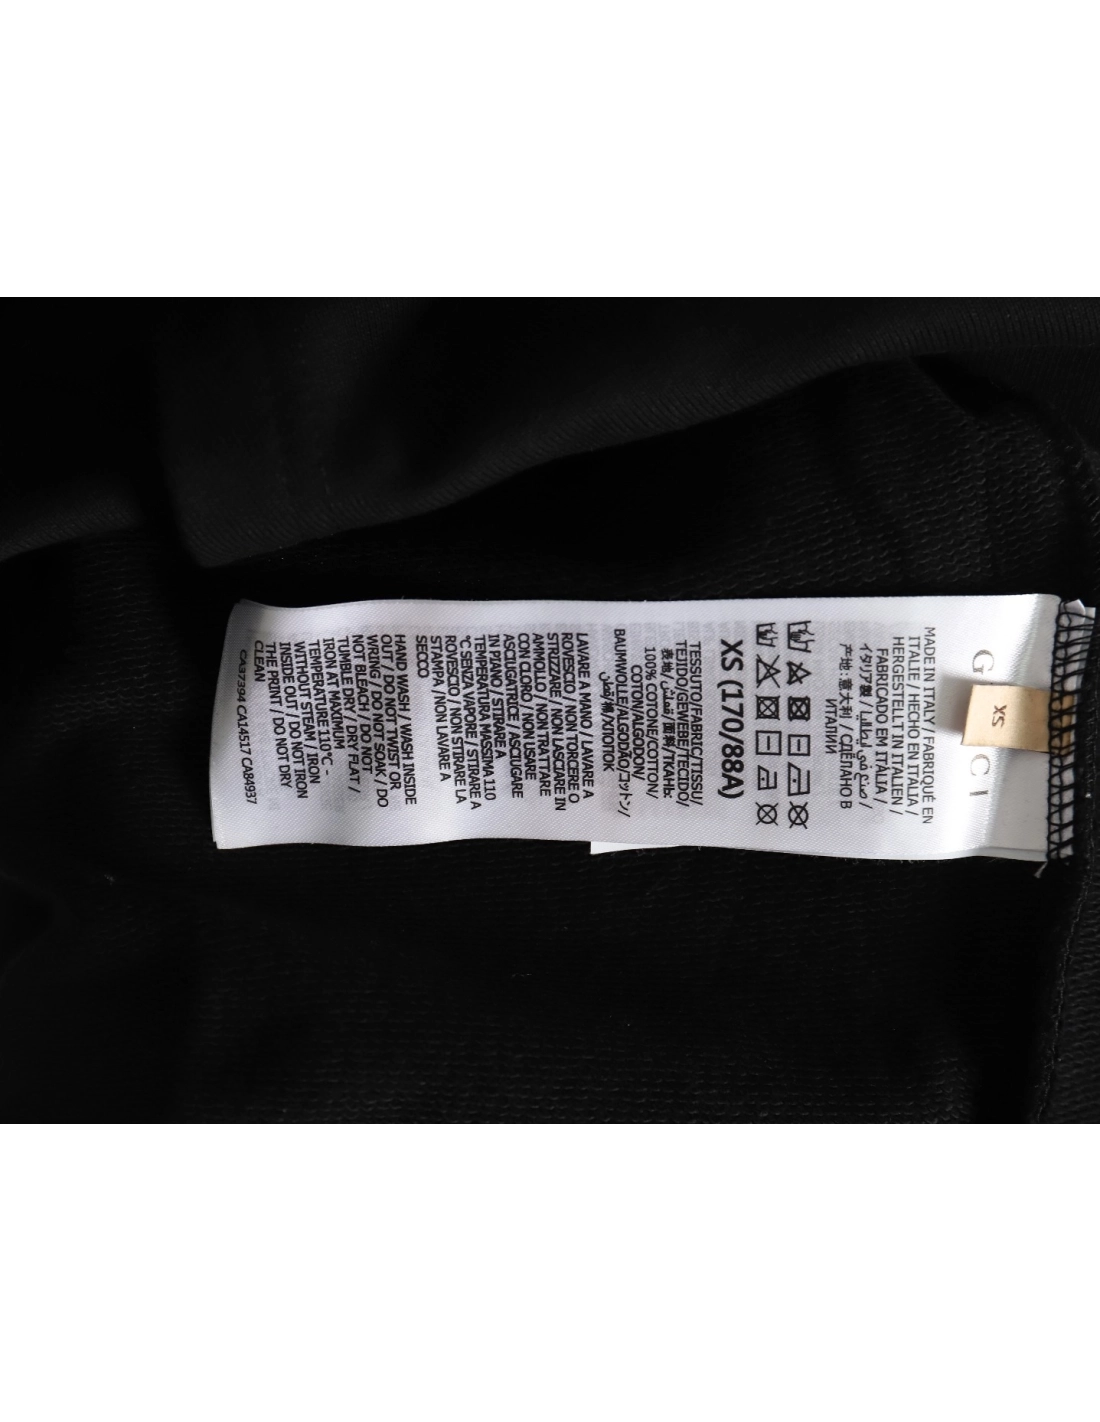 GUCCI
XS
MADE IN ITALY / FABRIQUÉ EN
ITALIE / HECHO EN ITALIA /
HERGESTELLT IN ITALIEN /
FABRICADO EM ITALIA /
イタリア製 / صنع في إيطاليا /
产地: 意大利 / СДЕЛАНО В
ИТАЛИИ
XS (170/88A)
TESSUTO/FABRIC/TISSU/
TEJIDO/GEWEBE/TECIDO/
表地/قماش/面料/ТКАНЬ:
100% COTONE/COTTON/
COTON/ALGODON/
BAUMWOLLE/ALGODÃO/コットン/
قطن/棉/ХЛОПОК
LAVARE A MANO / LAVARE A
ROVESCIO / NON TORCERE O
STRIZZARE / NON LASCIARE IN
AMMOLLO / NON TRATTARE
CON CLORO / NON USARE
ASCIUGATRICE / ASCIUGARE
IN PIANO / STIRARE A
TEMPERATURA MASSIMA 110
°C SENZA VAPORE / STIRARE A
ROVESCIO / NON STIRARE LA
STAMPA / NON LAVARE A
SECCO
HAND WASH / WASH INSIDE
OUT / DO NOT TWIST OR
WRING / DO NOT SOAK / DO
NOT BLEACH / DO NOT
TUMBLE DRY / DRY FLAT /
IRON AT MAXIMUM
TEMPERATURE 110°C -
WITHOUT STEAM / IRON
INSIDE OUT / DO NOT IRON
THE PRINT / DO NOT DRY
CLEAN
CA37394 CA14517 CA84937